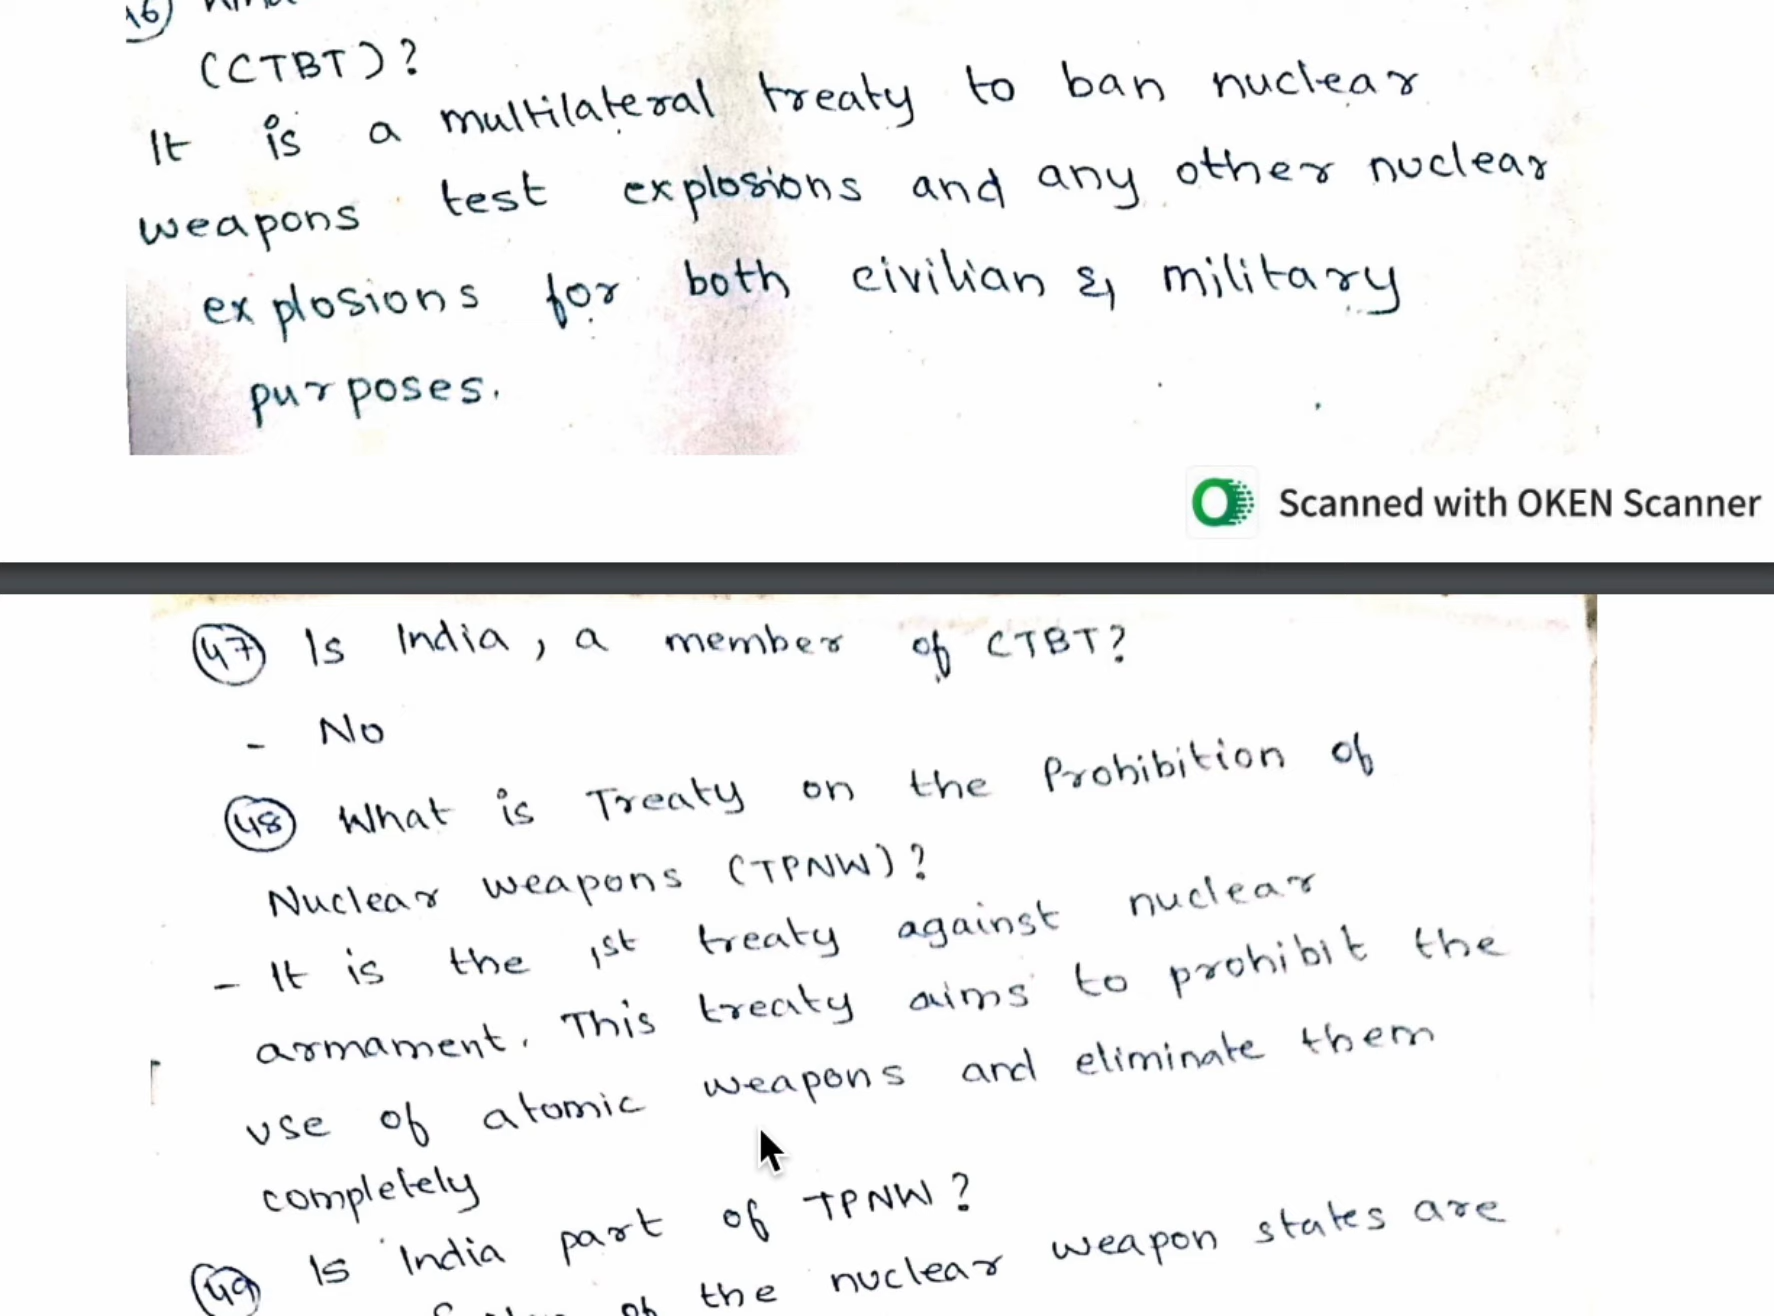 (CTBT)?
It is a multilateral treaty to ban nuclear
weapons test explosions and any other nuclear
explosions for both civilian & military
purposes.
Scanned with OKEN Scanner
47 Is India, a member of CTBT?
- No
48 What is Treaty on the Prohibition of
Nuclear weapons (TPNW)?
- It is the 1st treaty against nuclear
armament. This treaty aims to prohibit the
use of atomic weapons and eliminate them
completely
49 Is India part of TPNW?
of the nuclear weapon states are